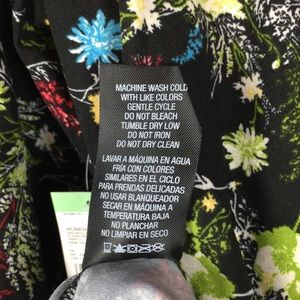 MACHINE WASH COLD
WITH LIKE COLORS
GENTLE CYCLE
DO NOT BLEACH
TUMBLE DRY LOW
DO NOT IRON
DO NOT DRY CLEAN
LAVAR A MÁQUINA EN AGUA
FRÍA CON COLORES
SIMILARES EN EL CICLO
PARA PRENDAS DELICADAS
NO USAR BLANQUEADOR
SECAR EN MÁQUINA A
TEMPERATURA BAJA
NO PLANCHAR
NO LIMPIAR EN SECO